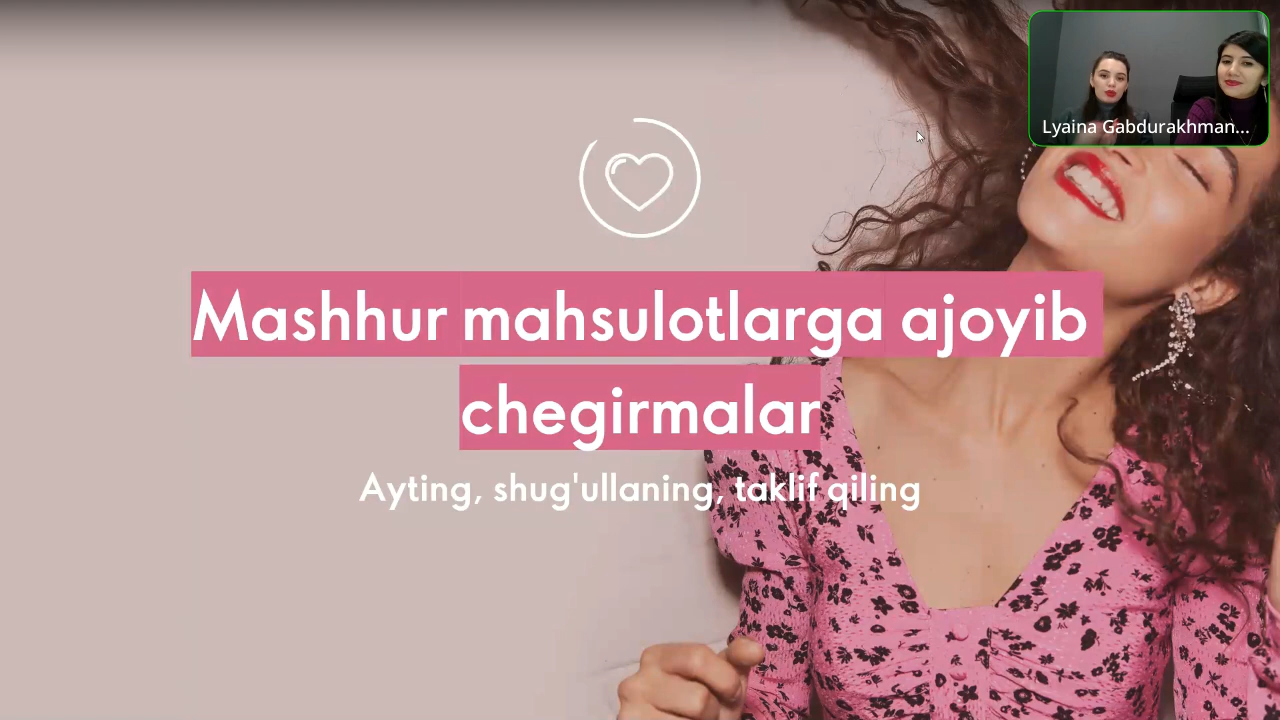 Lyaina Gabdurakhman...
Mashhur mahsulotlarga ajoyib
chegirmalar
Ayting, shug'ullaning, taklif qiling